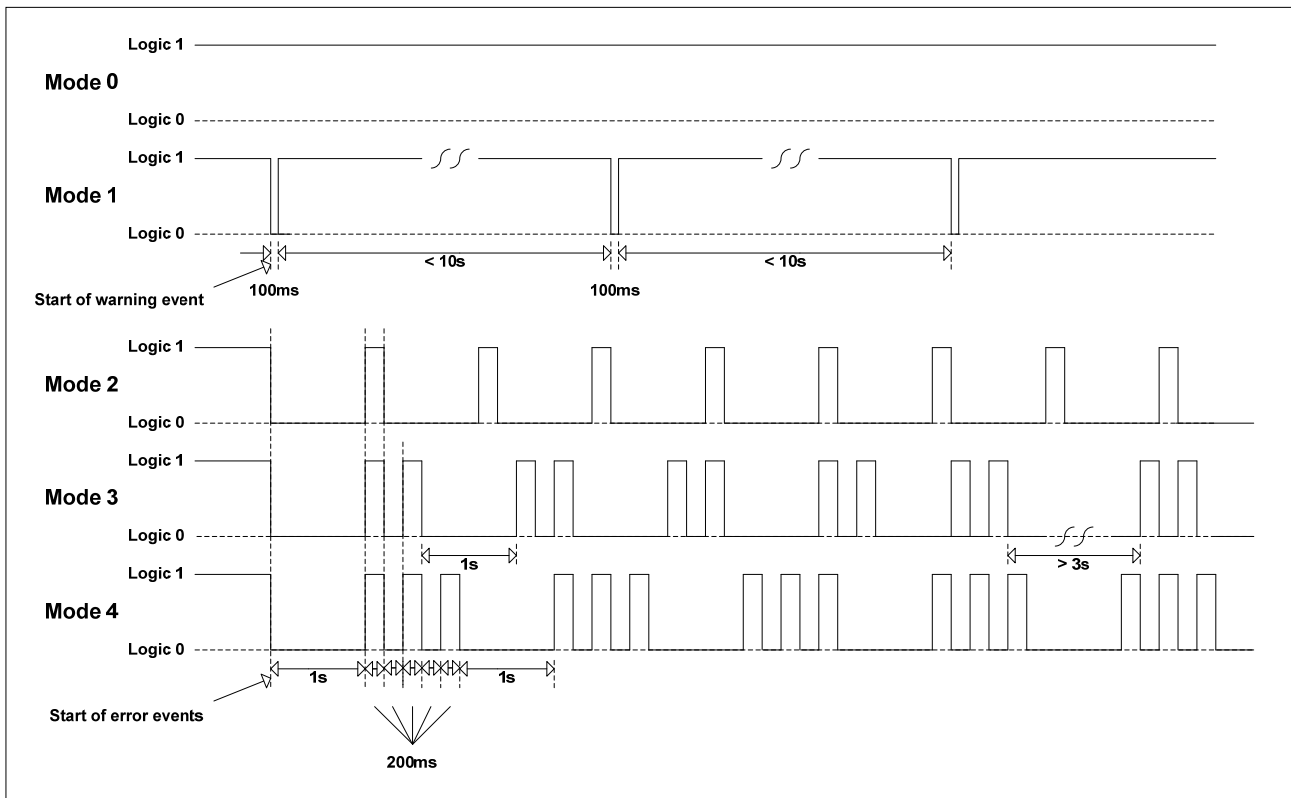 Logic 1
Mode 0
Logic 0
Logic 1
Mode 1
Logic 0
< 10s
< 10s
100ms
100ms
Start of warning event
Logic 1
Mode 2
Logic 0
Logic 1
Mode 3
Logic 0
1s
> 3s
Logic 1
Mode 4
Logic 0
1s
1s
Start of error events
200ms